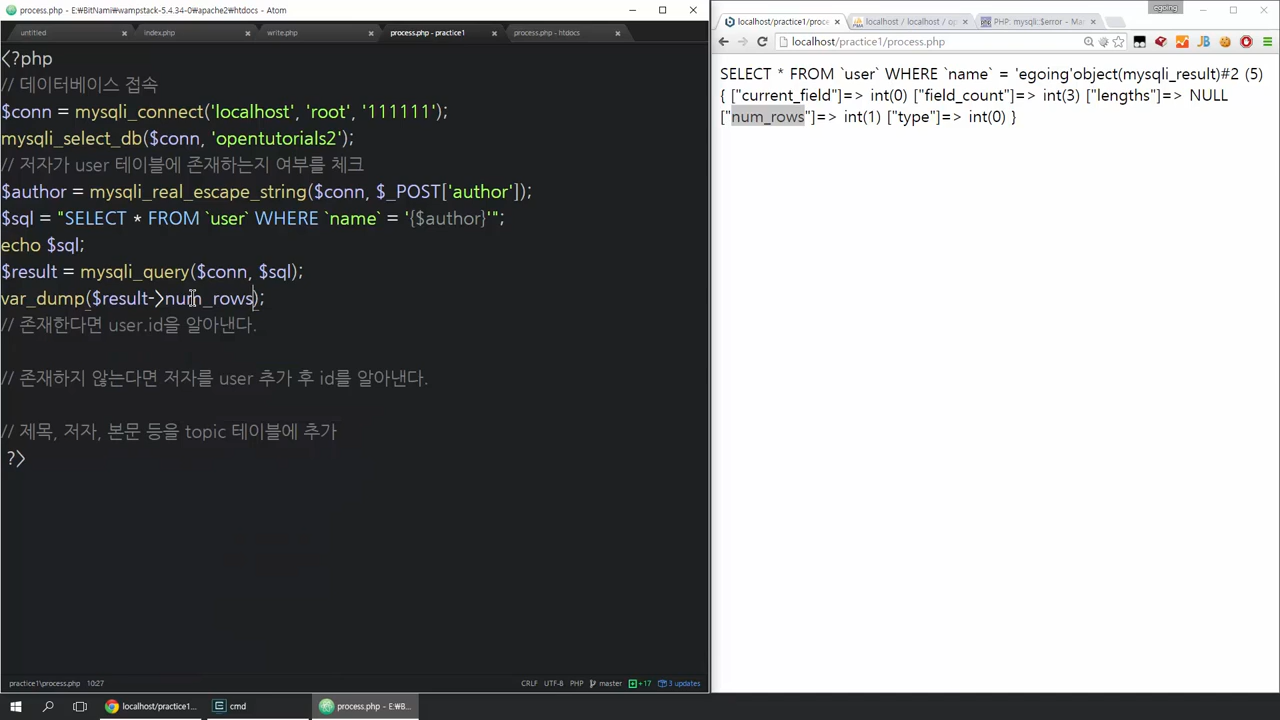 process.php - E:₩BitNami₩wampstack-5.4.34-0₩apache2₩htdocs - Atom
untitled
index.php
write.php
process.php - practice1
process.php - htdocs
<?php
// 데이터베이스 접속
$conn = mysqli_connect('localhost', 'root', '111111');
mysqli_select_db($conn, 'opentutorials2');
// 저자가 user 테이블에 존재하는지 여부를 체크
$author = mysqli_real_escape_string($conn, $_POST['author']);
$sql = "SELECT * FROM `user` WHERE `name` = '{$author}'";
echo $sql;
$result = mysqli_query($conn, $sql);
var_dump($result->num_rows);
// 존재한다면 user.id을 알아낸다.
// 존재하지 않는다면 저자를 user 추가 후 id를 알아낸다.
// 제목, 저자, 본문 등을 topic 테이블에 추가
?>
practice1₩process.php 10:27
CRLF UTF-8 PHP master +17 3 updates
egoing
localhost/practice1/proce
localhost / localhost / op
PHP: mysqli::$error - Ma
localhost/practice1/process.php
SELECT * FROM `user` WHERE `name` = 'egoing'object(mysqli_result)#2 (5)
{ ["current_field"]=> int(0) ["field_count"]=> int(3) ["lengths"]=> NULL
["num_rows"]=> int(1) ["type"]=> int(0) }
localhost/practice1...
cmd
process.php - E:₩B...